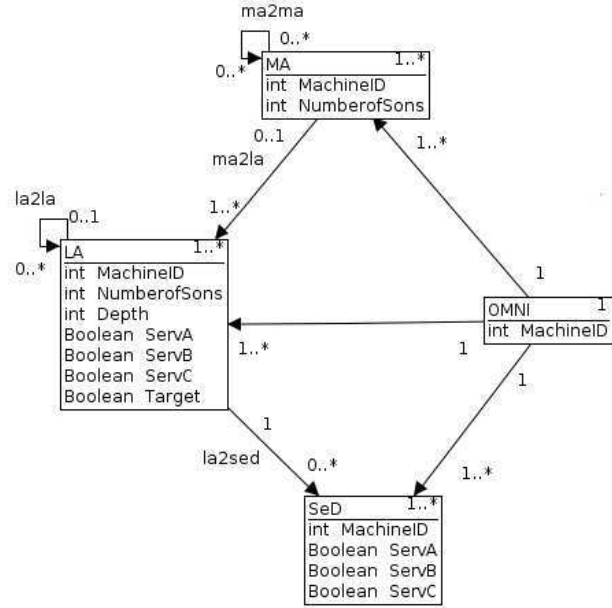 ma2ma
0..*
0..*
MA 1..*
int MachineID
int NumberofSons
0..1
1..*
ma2la
la2la
0..1
1..*
0..*
LA 1..*
int MachineID
int NumberofSons
int Depth
Boolean ServA
Boolean ServB
Boolean ServC
Boolean Target
1
OMNI 1
int MachineID
1..*
1
1
1
la2sed
0..*
1..*
SeD 1..*
int MachineID
Boolean ServA
Boolean ServB
Boolean ServC